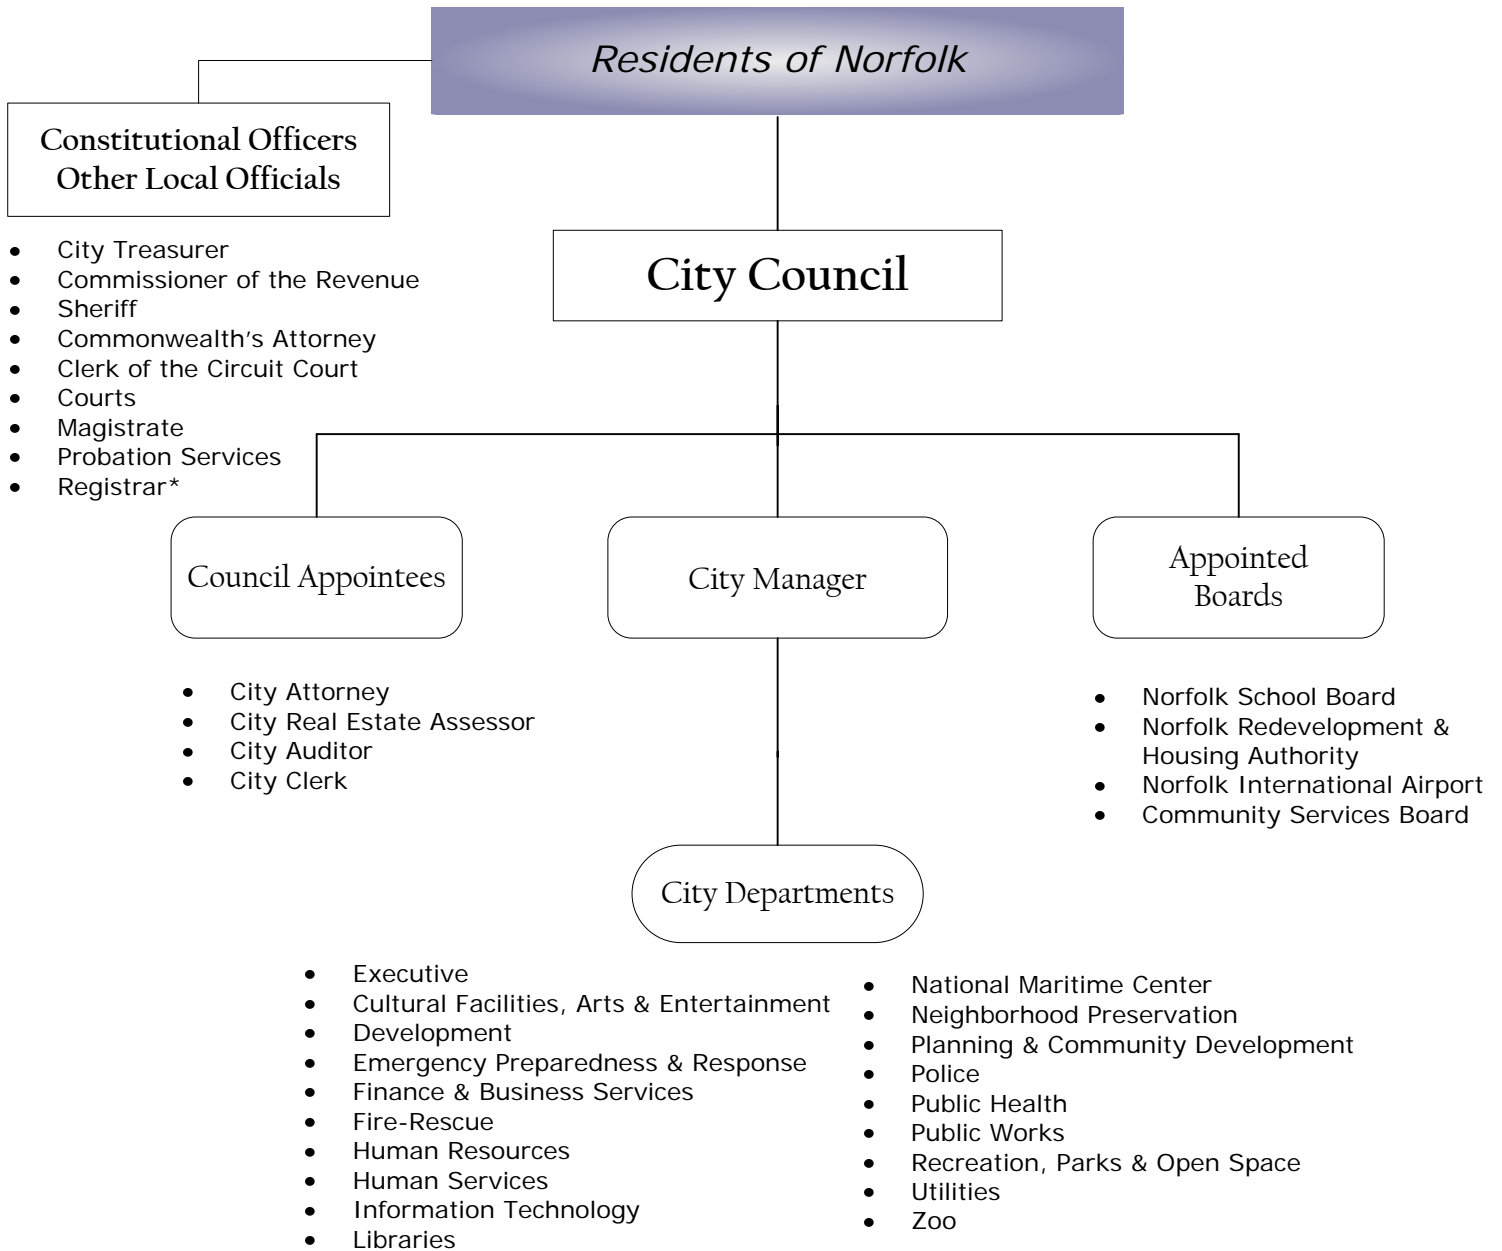 Residents of Norfolk
Constitutional Officers
Other Local Officials
• City Treasurer
• Commissioner of the Revenue
• Sheriff
• Commonwealth’s Attorney
• Clerk of the Circuit Court
• Courts
• Magistrate
• Probation Services
• Registrar*
City Council
Council Appointees
• City Attorney
• City Real Estate Assessor
• City Auditor
• City Clerk
City Manager
Appointed
Boards
• Norfolk School Board
• Norfolk Redevelopment &
Housing Authority
• Norfolk International Airport
• Community Services Board
City Departments
• Executive
• Cultural Facilities, Arts & Entertainment
• Development
• Emergency Preparedness & Response
• Finance & Business Services
• Fire-Rescue
• Human Resources
• Human Services
• Information Technology
• Libraries
• National Maritime Center
• Neighborhood Preservation
• Planning & Community Development
• Police
• Public Health
• Public Works
• Recreation, Parks & Open Space
• Utilities
• Zoo